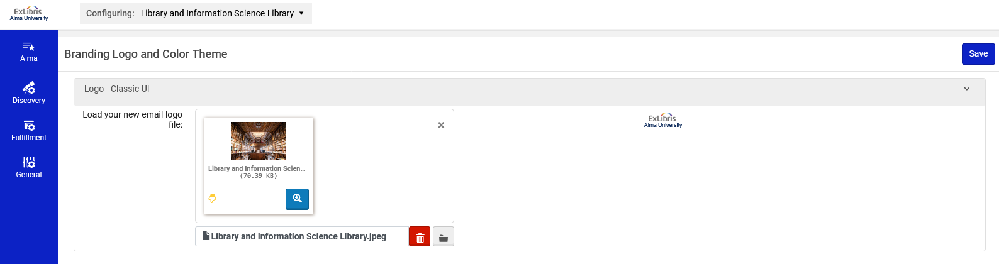 ExLibris
Alma University
Configuring: Library and Information Science Library
Branding Logo and Color Theme
Save
Alma
Discovery
Fulfillment
General
Logo - Classic UI
Load your new email logo
file:
Library and Information Scien...
(70.39 KB)
Library and Information Science Library.jpeg
ExLibris
Alma University